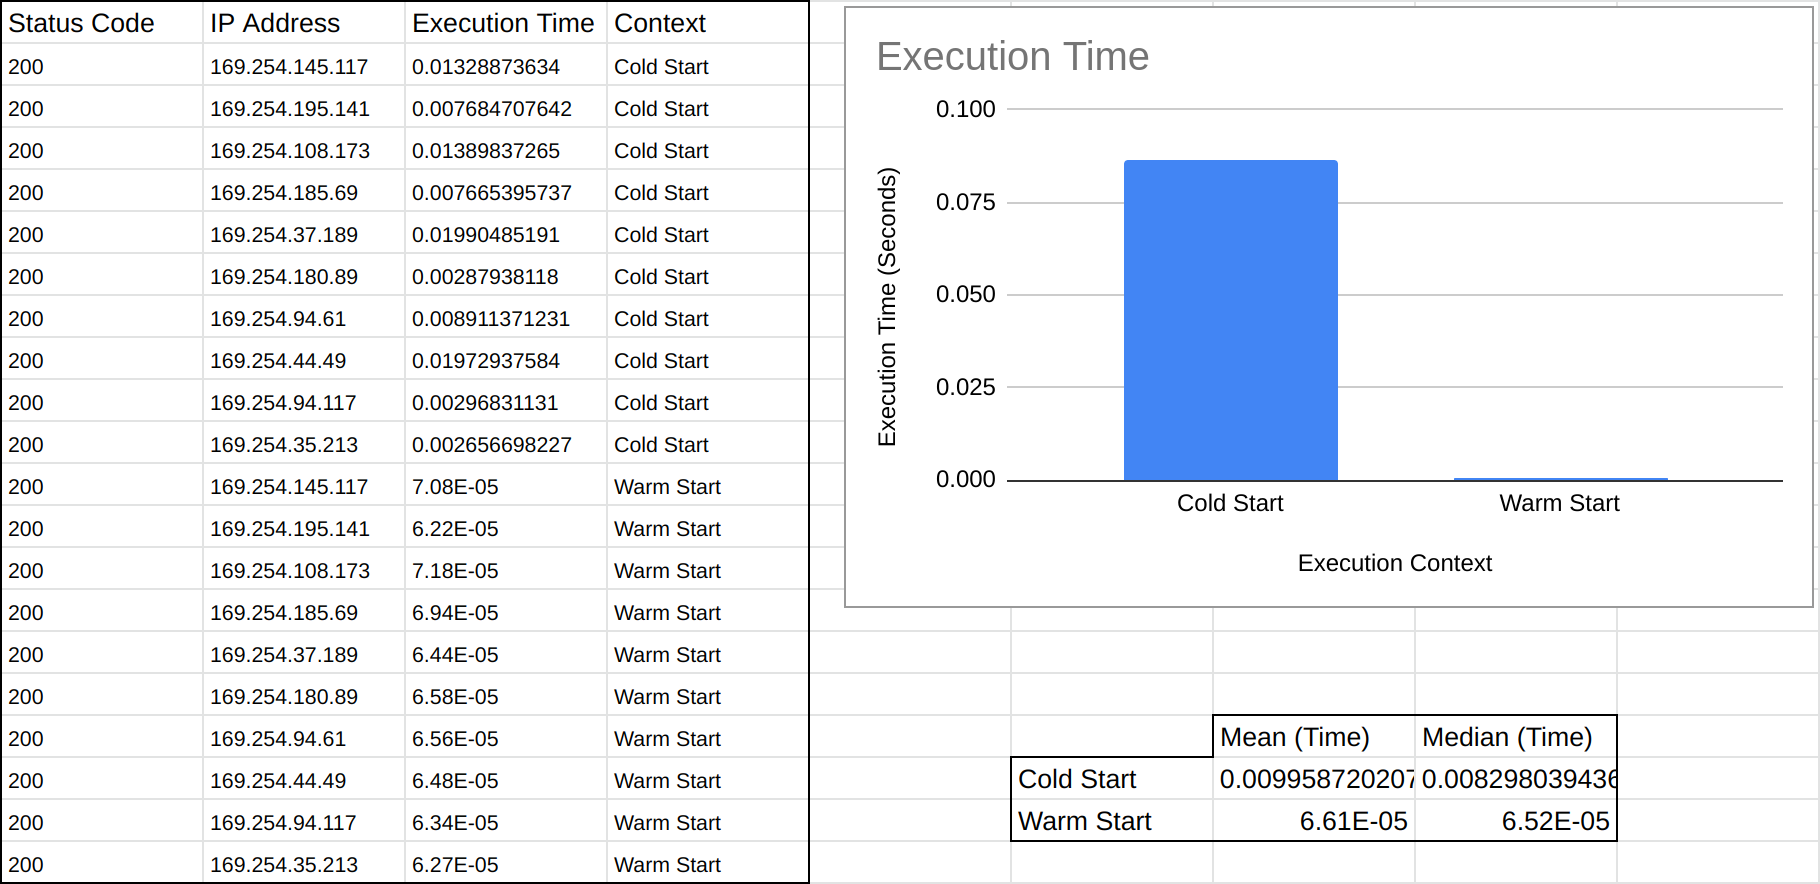 Status Code IP Address Execution Time Context
200 169.254.145.117 0.01328873634 Cold Start
200 169.254.195.141 0.007684707642 Cold Start
200 169.254.108.173 0.01389837265 Cold Start
200 169.254.185.69 0.007665395737 Cold Start
200 169.254.37.189 0.01990485191 Cold Start
200 169.254.180.89 0.00287938118 Cold Start
200 169.254.94.61 0.008911371231 Cold Start
200 169.254.44.49 0.01972937584 Cold Start
200 169.254.94.117 0.00296831131 Cold Start
200 169.254.35.213 0.002656698227 Cold Start
200 169.254.145.117 7.08E-05 Warm Start
200 169.254.195.141 6.22E-05 Warm Start
200 169.254.108.173 7.18E-05 Warm Start
200 169.254.185.69 6.94E-05 Warm Start
200 169.254.37.189 6.44E-05 Warm Start
200 169.254.180.89 6.58E-05 Warm Start
200 169.254.94.61 6.56E-05 Warm Start
200 169.254.44.49 6.48E-05 Warm Start
200 169.254.94.117 6.34E-05 Warm Start
200 169.254.35.213 6.27E-05 Warm Start
Execution Time
Execution Time (Seconds)
0.100
0.075
0.050
0.025
0.000
Cold Start Warm Start
Execution Context
Mean (Time) Median (Time)
Cold Start 0.009958720207 0.008298039436
Warm Start 6.61E-05 6.52E-05